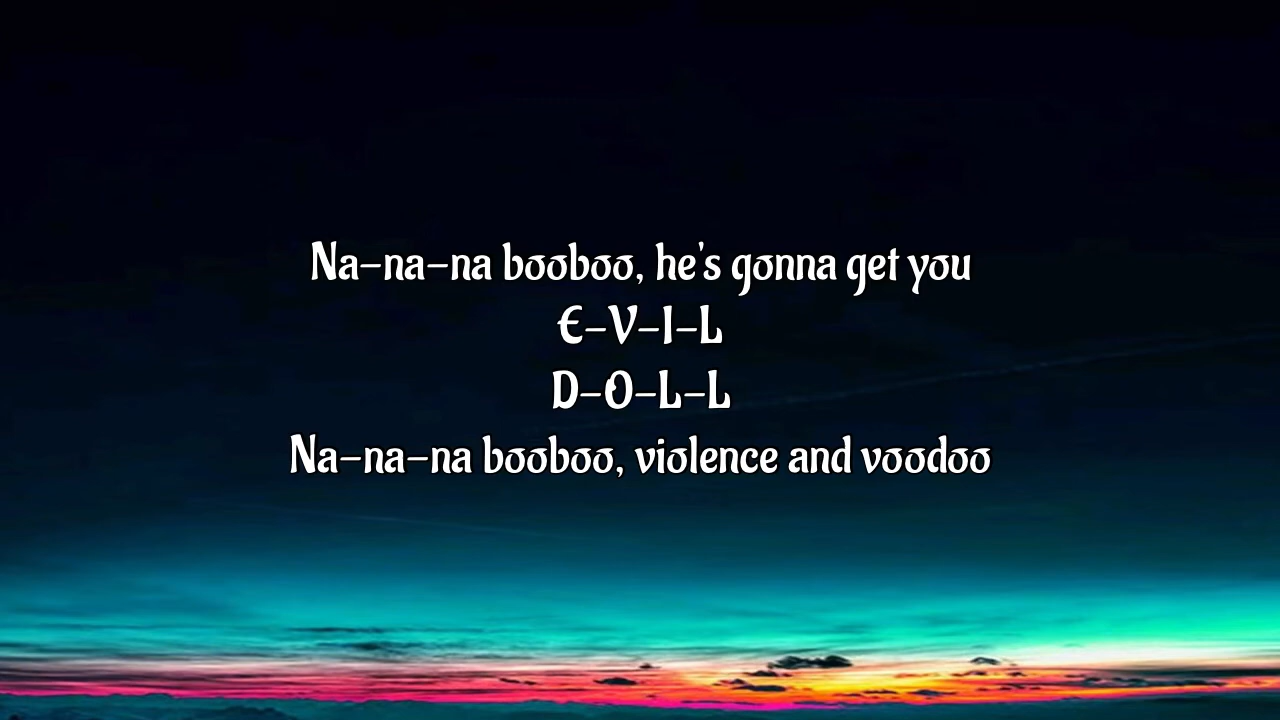 Na-na-na booboo, he's gonna get you
E-V-I-L
D-O-L-L
Na-na-na booboo, violence and voodoo